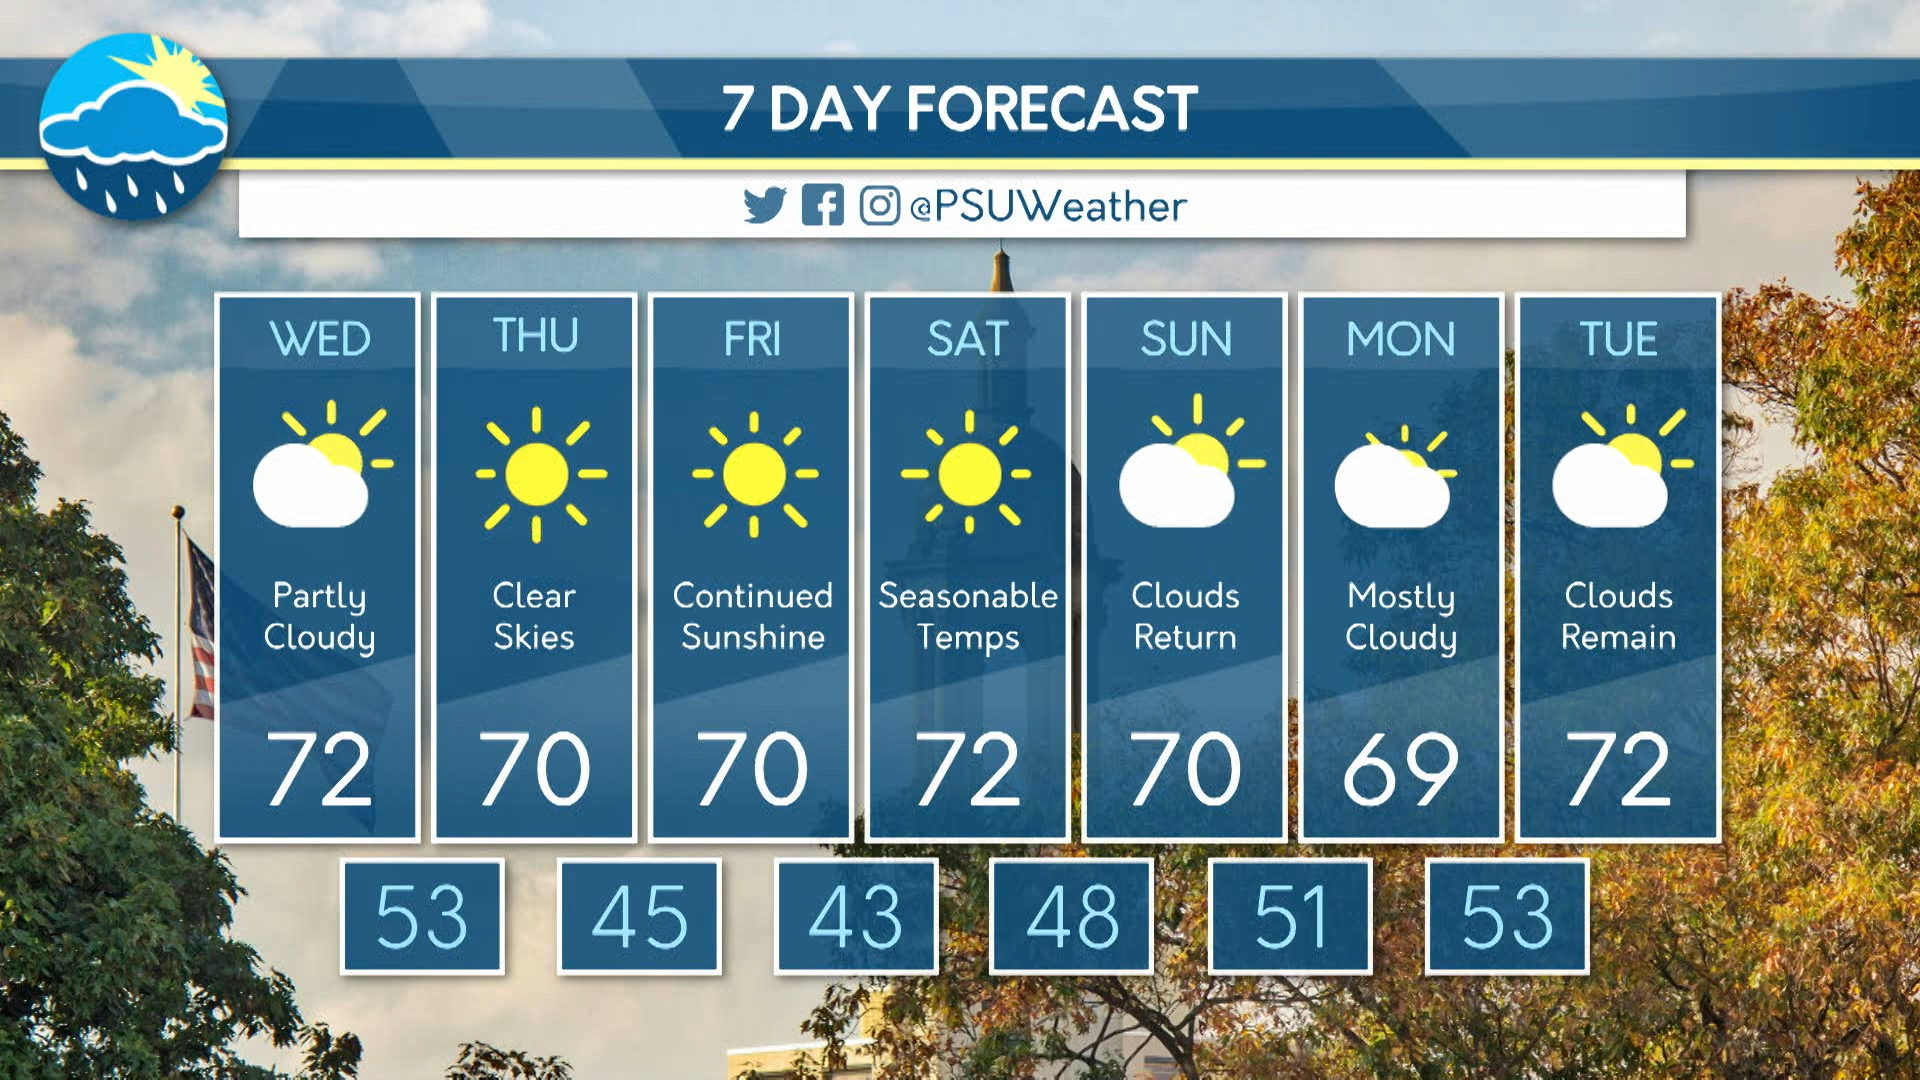 7 DAY FORECAST
@PSUWeather
WED
THU
FRI
SAT
SUN
MON
TUE
Partly
Cloudy
Clear
Skies
Continued
Sunshine
Seasonable
Temps
Clouds
Return
Mostly
Cloudy
Clouds
Remain
72
70
70
72
70
69
72
53
45
43
48
51
53